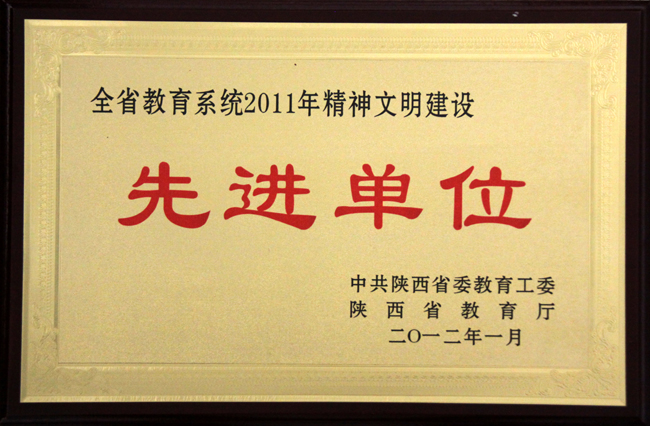 全省教育系统2011年精神文明建设
先进单位
中共陕西省委教育工委
陕西省教育厅
二〇一二年一月